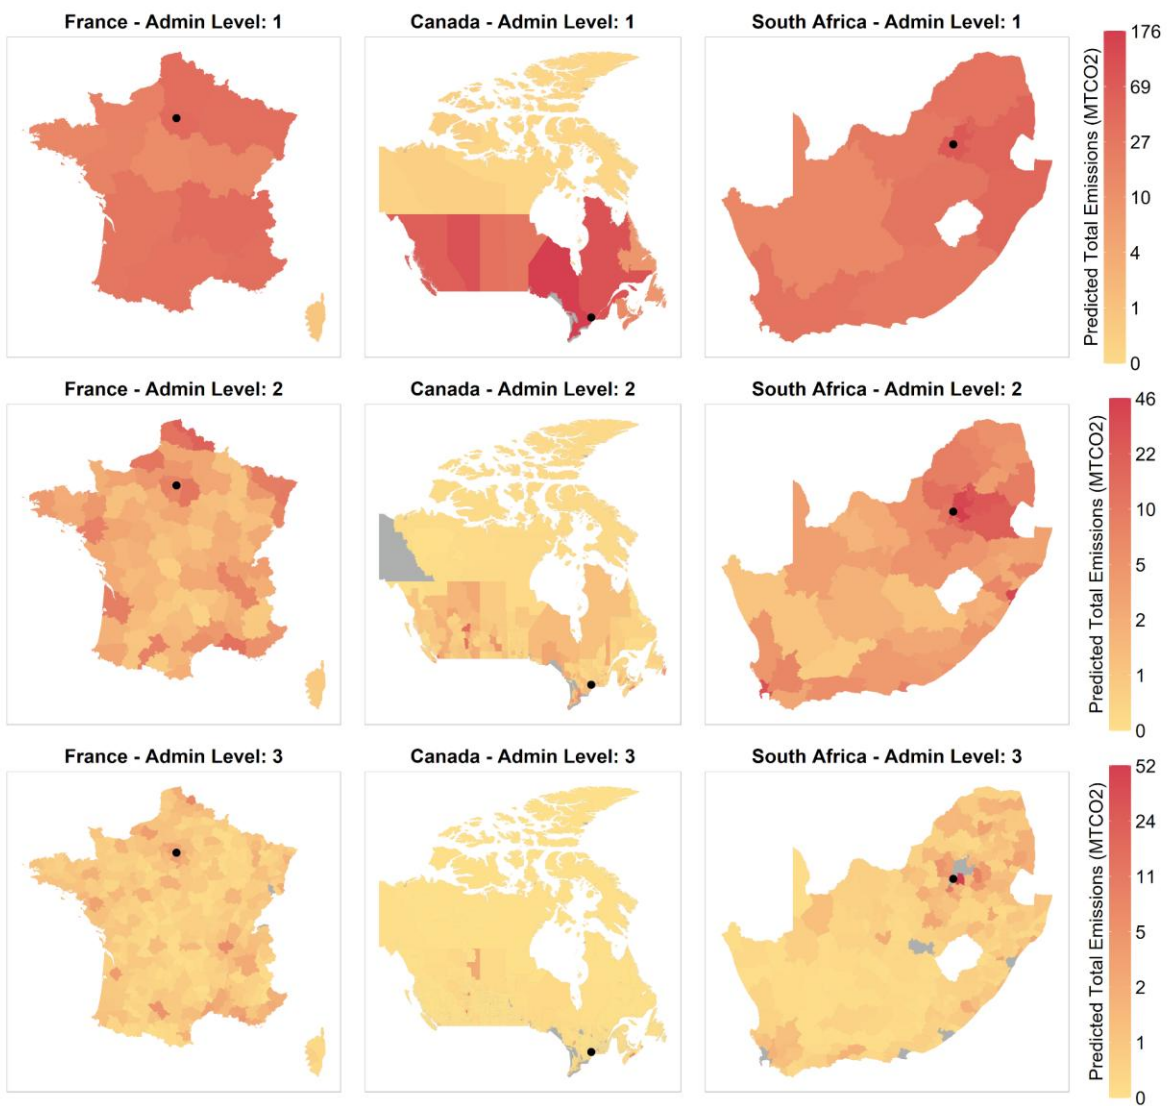 France - Admin Level: 1
Canada - Admin Level: 1
South Africa - Admin Level: 1
176
69
27
10
4
1
0
Predicted Total Emissions (MTCO2)
France - Admin Level: 2
Canada - Admin Level: 2
South Africa - Admin Level: 2
46
22
10
5
2
1
0
Predicted Total Emissions (MTCO2)
France - Admin Level: 3
Canada - Admin Level: 3
South Africa - Admin Level: 3
52
24
11
5
2
1
0
Predicted Total Emissions (MTCO2)